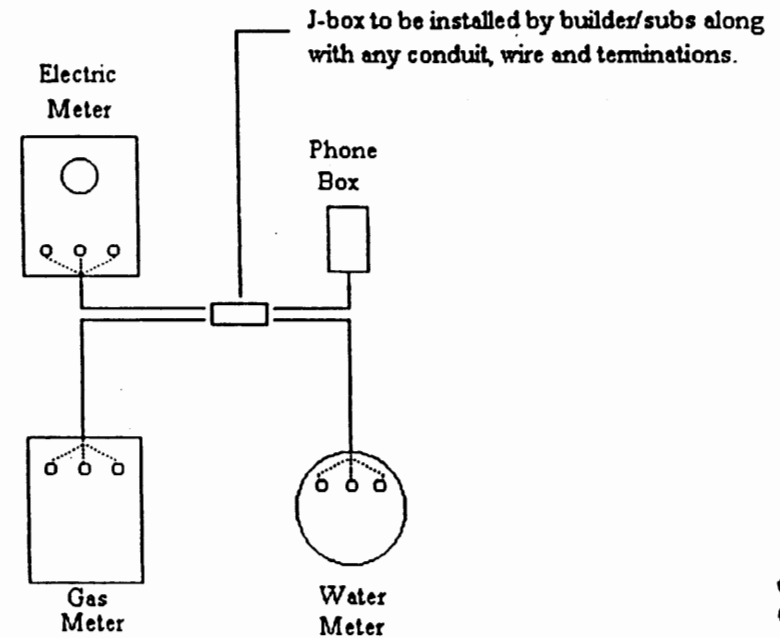 J-box to be installed by builder/subs along
with any conduit, wire and terminations.
Electric
Meter
Phone
Box
Gas
Meter
Water
Meter